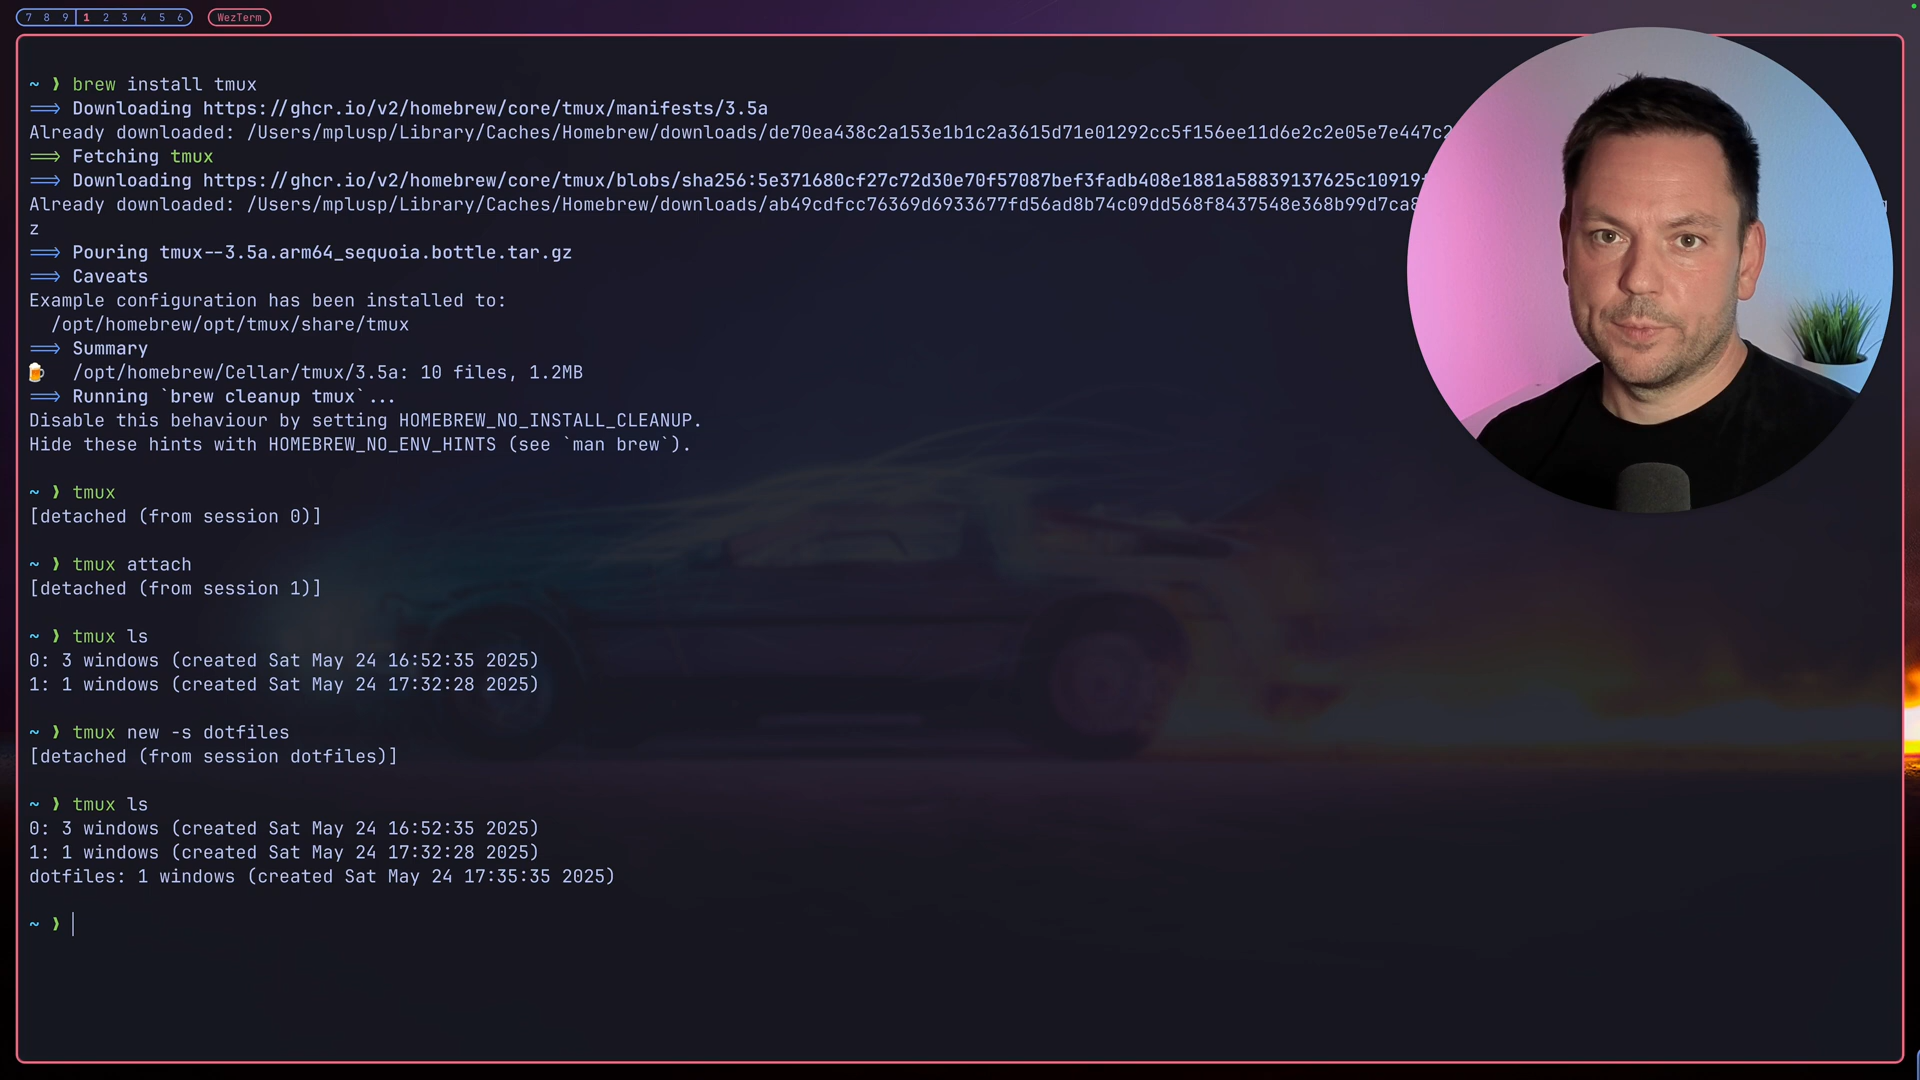 7 8 9 1 2 3 4 5 6 WezTerm
~ ❯ brew install tmux
==> Downloading https://ghcr.io/v2/homebrew/core/tmux/manifests/3.5a
Already downloaded: /Users/mplusp/Library/Caches/Homebrew/downloads/de70ea438c2a153e1b1c2a3615d71e01292cc5f156ee11d6e2c2e05e7e447c2
==> Fetching tmux
==> Downloading https://ghcr.io/v2/homebrew/core/tmux/blobs/sha256:5e371680cf27c72d30e70f57087bef3fadb408e1881a58839137625c10919
Already downloaded: /Users/mplusp/Library/Caches/Homebrew/downloads/ab49cdfcc76369d6933677fd56ad8b74c09dd568f8437548e368b99d7ca8
z
==> Pouring tmux--3.5a.arm64_sequoia.bottle.tar.gz
==> Caveats
Example configuration has been installed to:
/opt/homebrew/opt/tmux/share/tmux
==> Summary
🍺 /opt/homebrew/Cellar/tmux/3.5a: 10 files, 1.2MB
==> Running `brew cleanup tmux`...
Disable this behaviour by setting HOMEBREW_NO_INSTALL_CLEANUP.
Hide these hints with HOMEBREW_NO_ENV_HINTS (see `man brew`).
~ ❯ tmux
[detached (from session 0)]
~ ❯ tmux attach
[detached (from session 1)]
~ ❯ tmux ls
0: 3 windows (created Sat May 24 16:52:35 2025)
1: 1 windows (created Sat May 24 17:32:28 2025)
~ ❯ tmux new -s dotfiles
[detached (from session dotfiles)]
~ ❯ tmux ls
0: 3 windows (created Sat May 24 16:52:35 2025)
1: 1 windows (created Sat May 24 17:32:28 2025)
dotfiles: 1 windows (created Sat May 24 17:35:35 2025)
~ ❯